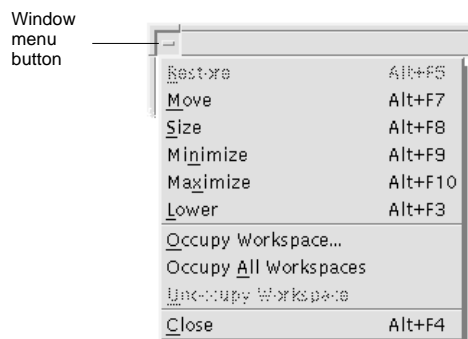 Window
menu
button
Restore Alt+F5
Move Alt+F7
Size Alt+F8
Minimize Alt+F9
Maximize Alt+F10
Lower Alt+F3
Occupy Workspace...
Occupy All Workspaces
Unoccupy Workspace
Close Alt+F4